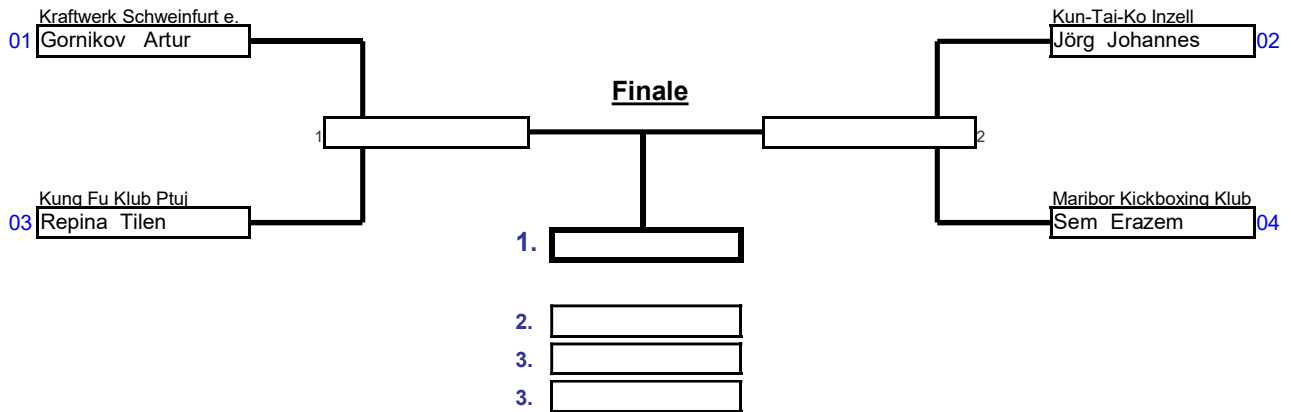 Kraftwerk Schweinfurt e.
01 Gornikov Artur
Kun-Tai-Ko Inzell
Jörg Johannes 02
Finale
1
2
Kung Fu Klub Ptuj
03 Repina Tilen
Maribor Kickboxing Klub
Sem Erazem 04
1.
2.
3.
3.